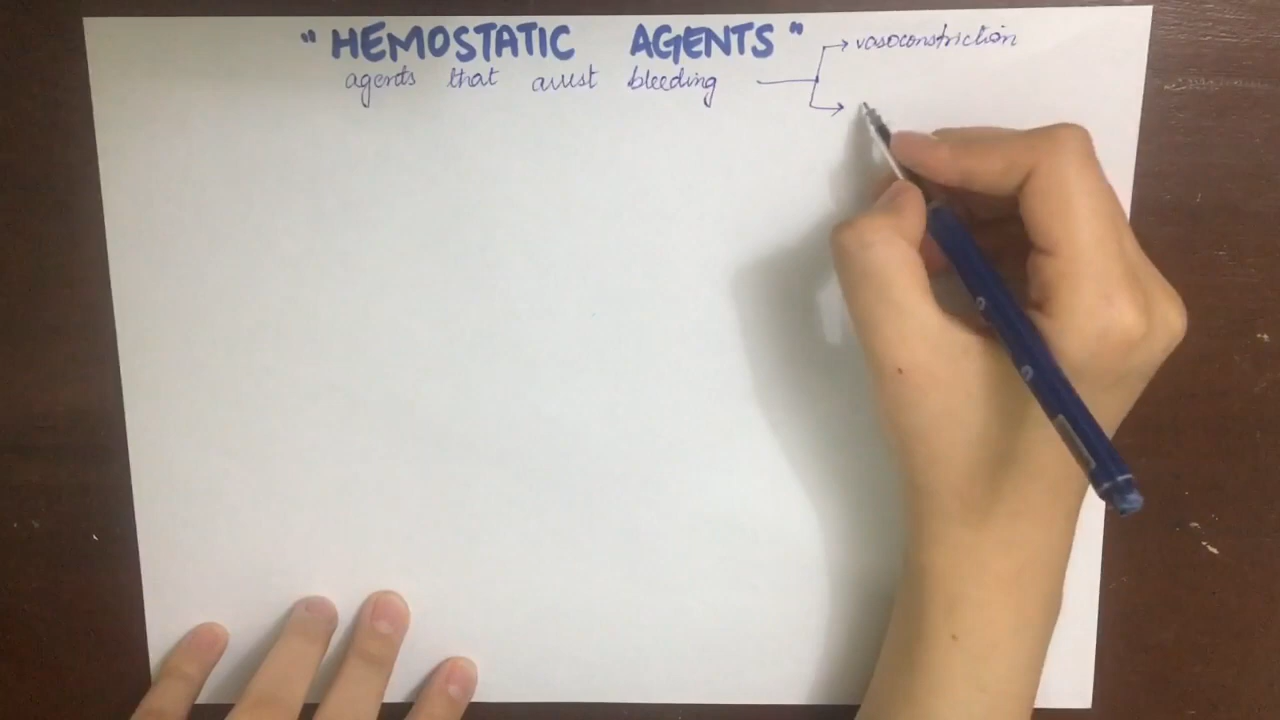 "HEMOSTATIC AGENTS"
agents that arrest bleeding
vasoconstriction